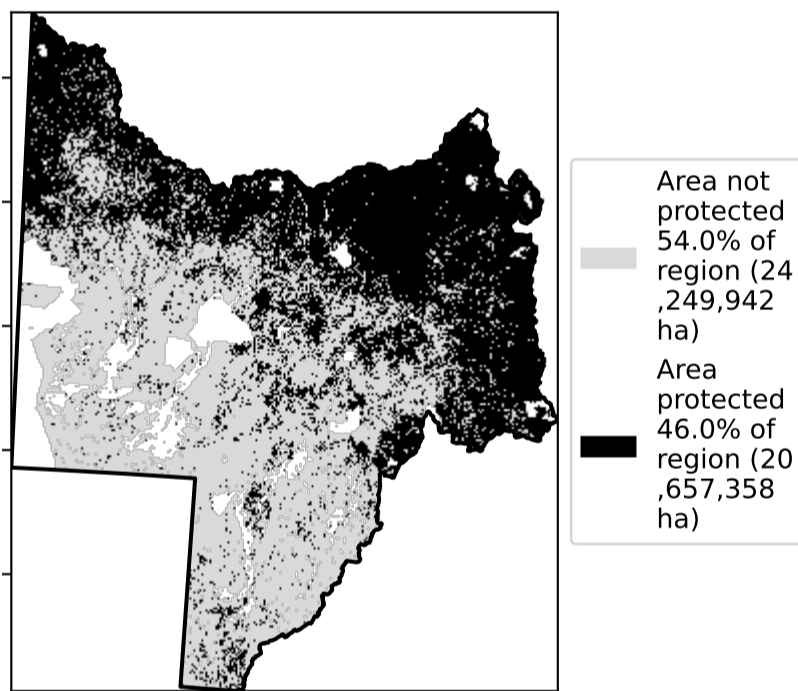 Area not
protected
54.0% of
region (24
,249,942
ha)
Area
protected
46.0% of
region (20
,657,358
ha)